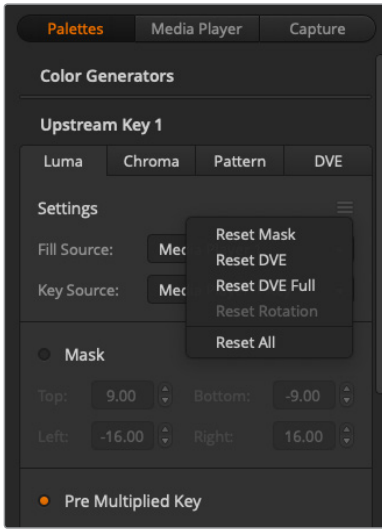 Palettes Media Player Capture
Color Generators
Upstream Key 1
Luma Chroma Pattern DVE
Settings
Reset Mask
Fill Source: Med
Reset DVE
Reset DVE Full
Key Source: Med
Reset Rotation
Reset All
Mask
Top: 9.00 Bottom: -9.00
Left: -16.00 Right: 16.00
Pre Multiplied Key